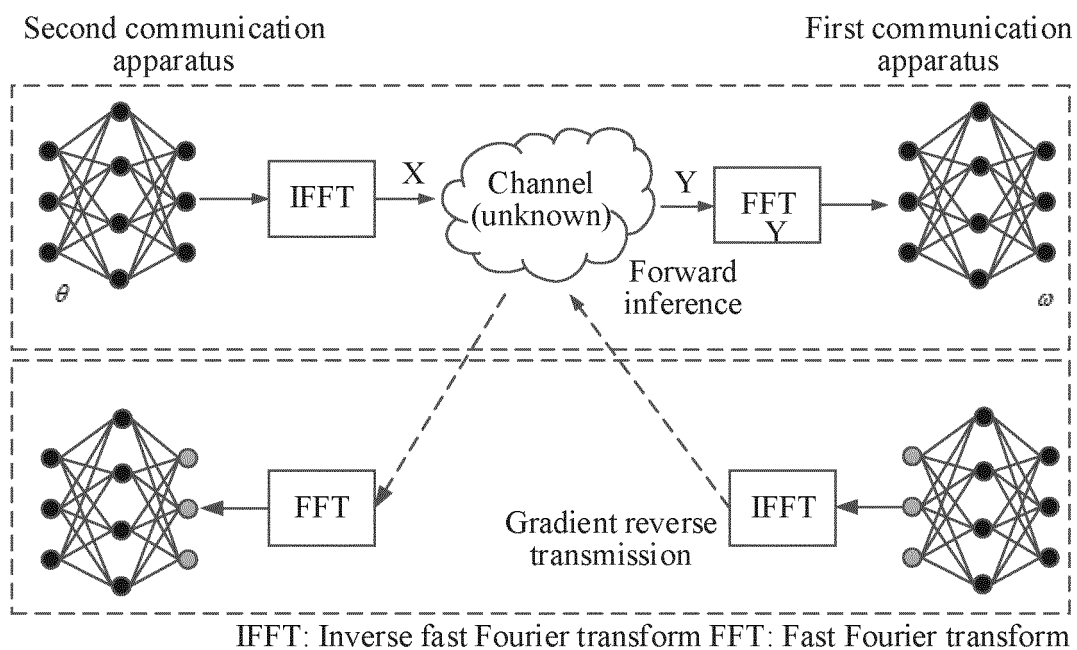 Second communication
apparatus
First communication
apparatus
IFFT
X
Channel
(unknown)
Y
FFT
Y
Forward
inference
θ
ω
FFT
Gradient reverse
transmission
IFFT
IFFT: Inverse fast Fourier transform FFT: Fast Fourier transform